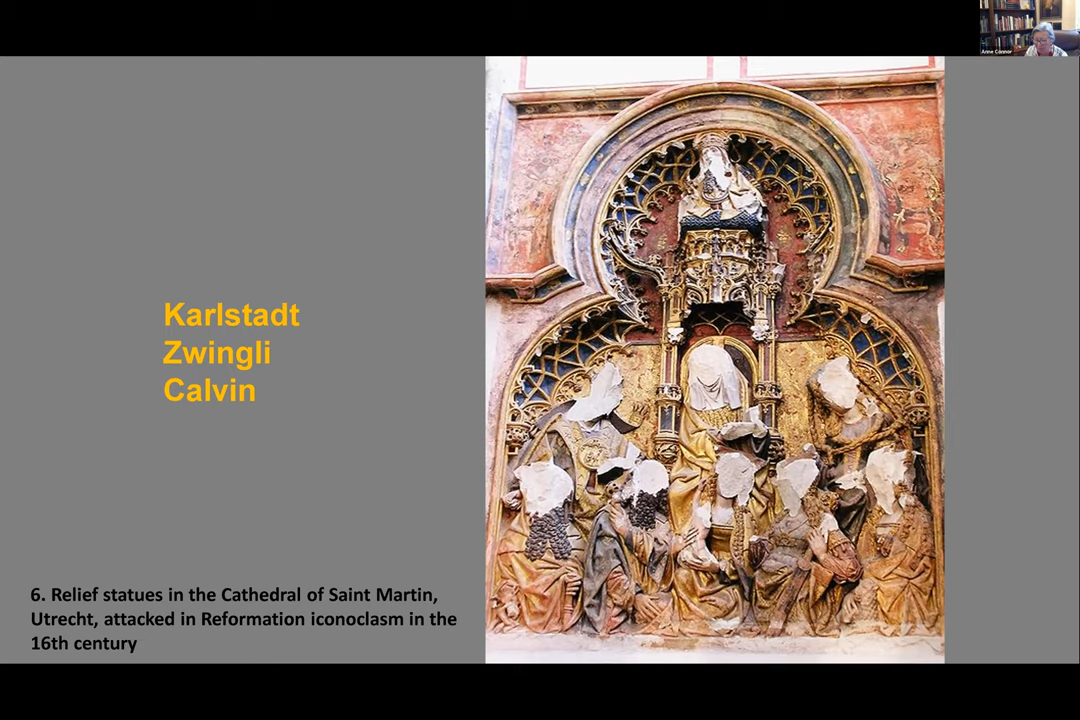 Anne Connor
Karlstadt
Zwingli
Calvin
6. Relief statues in the Cathedral of Saint Martin,
Utrecht, attacked in Reformation iconoclasm in the
16th century